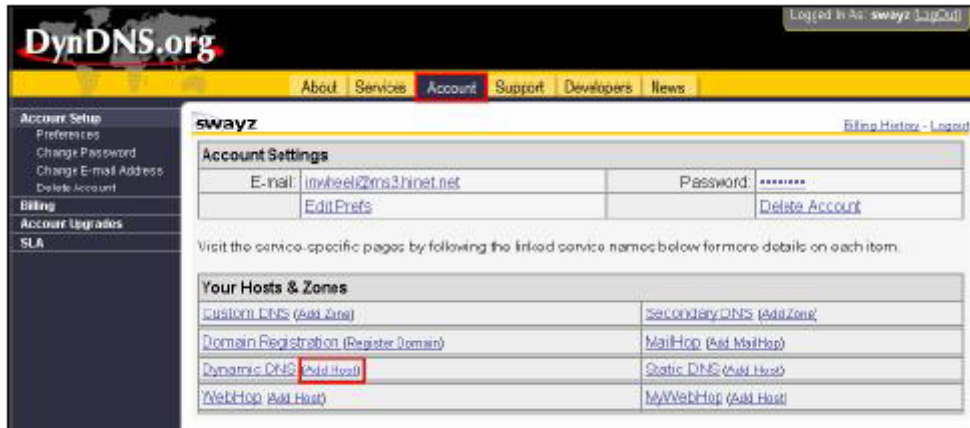 DynDNS.org
Logged In As: swayz (LogOut)
About Services Account Support Developers News
Account Setup
Preferences
Change Password
Change E-mail Address
Delete Account
Billing
Account Upgrades
SLA
swayz
Billing History - Logout
Account Settings
E-mail: imwheel@ms3.hinet.net
Password: ••••••••
Edit Prefs
Delete Account
Visit the service-specific pages by following the linked service names below for more details on each item.
Your Hosts & Zones
Custom DNS (Add Zone)
Secondary DNS (Add Zone)
Domain Registration (Register Domain)
MailHop (Add MailHop)
Dynamic DNS (Add Host)
Static DNS (Add Host)
WebHop (Add Host)
MyWebHop (Add Host)